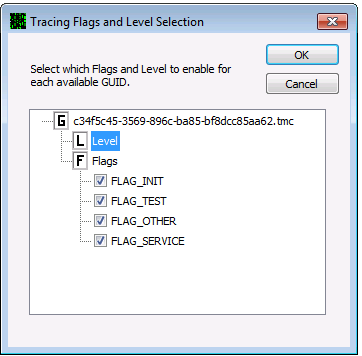 Tracing Flags and Level Selection
OK
Select which Flags and Level to enable for
each available GUID.
Cancel
G c34f5c45-3569-896c-ba85-bf8dcc85aa62.tmc
L Level
F Flags
FLAG_INIT
FLAG_TEST
FLAG_OTHER
FLAG_SERVICE